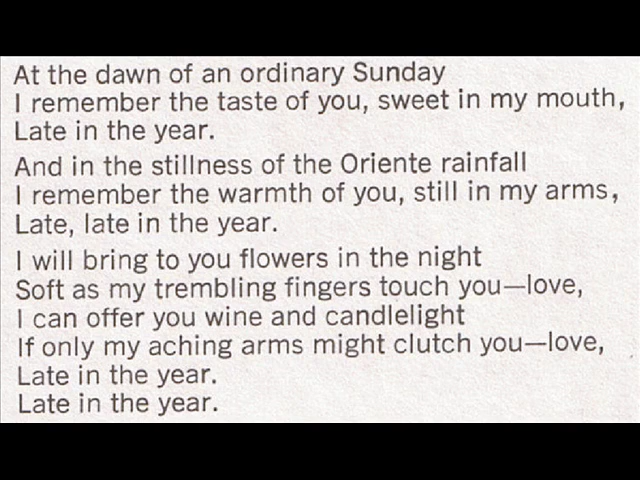 At the dawn of an ordinary Sunday
I remember the taste of you, sweet in my mouth,
Late in the year.
And in the stillness of the Oriente rainfall
I remember the warmth of you, still in my arms,
Late, late in the year.
I will bring to you flowers in the night
Soft as my trembling fingers touch you—love,
I can offer you wine and candlelight
If only my aching arms might clutch you—love,
Late in the year.
Late in the year.